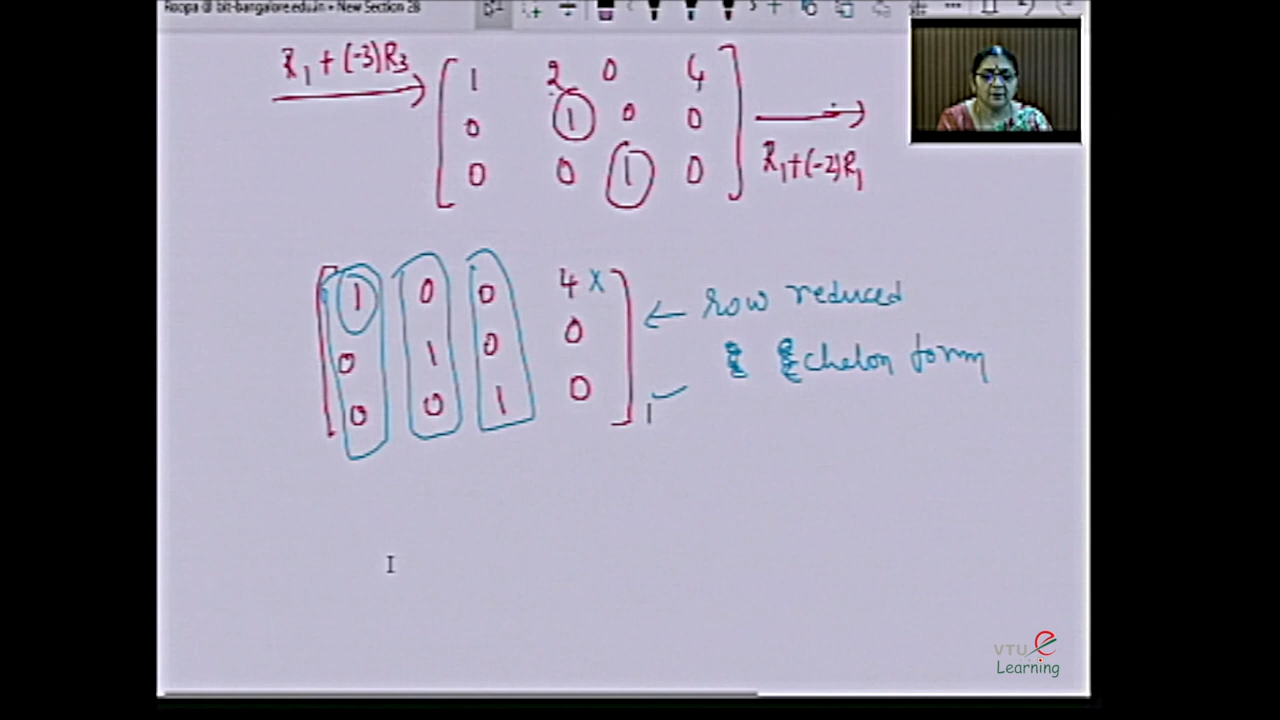 Roopa @ bit-bangalore.edu.in • New Section 28
R₁ + (-3)R₃
1 2 0 4
0 1 0 0
0 0 1 0
R₁+(-2)R₁
1 0 0 4 x
0 1 0 0
0 0 1 0
← row reduced
Echelon form
VTU e
Learning